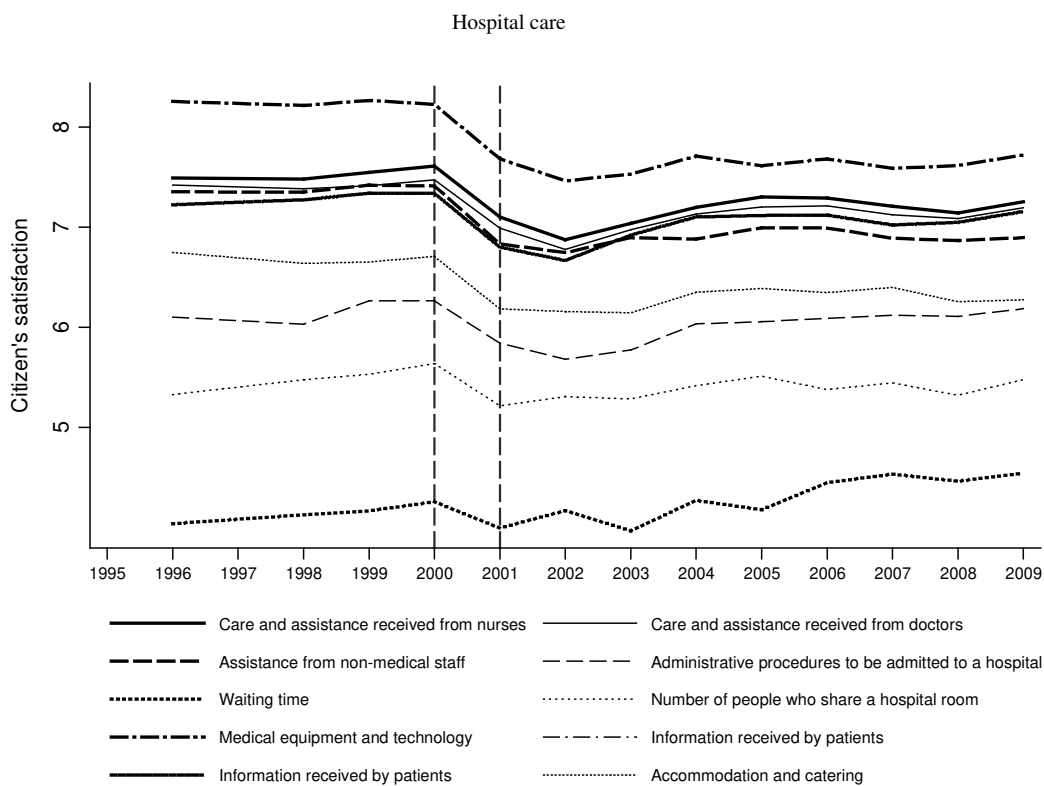 Hospital care
Citizen's satisfaction
8
7
6
5
1995 1996 1997 1998 1999 2000 2001 2002 2003 2004 2005 2006 2007 2008 2009
Care and assistance received from nurses Care and assistance received from doctors
Assistance from non-medical staff Administrative procedures to be admitted to a hospital
Waiting time Number of people who share a hospital room
Medical equipment and technology Information received by patients
Information received by patients Accommodation and catering